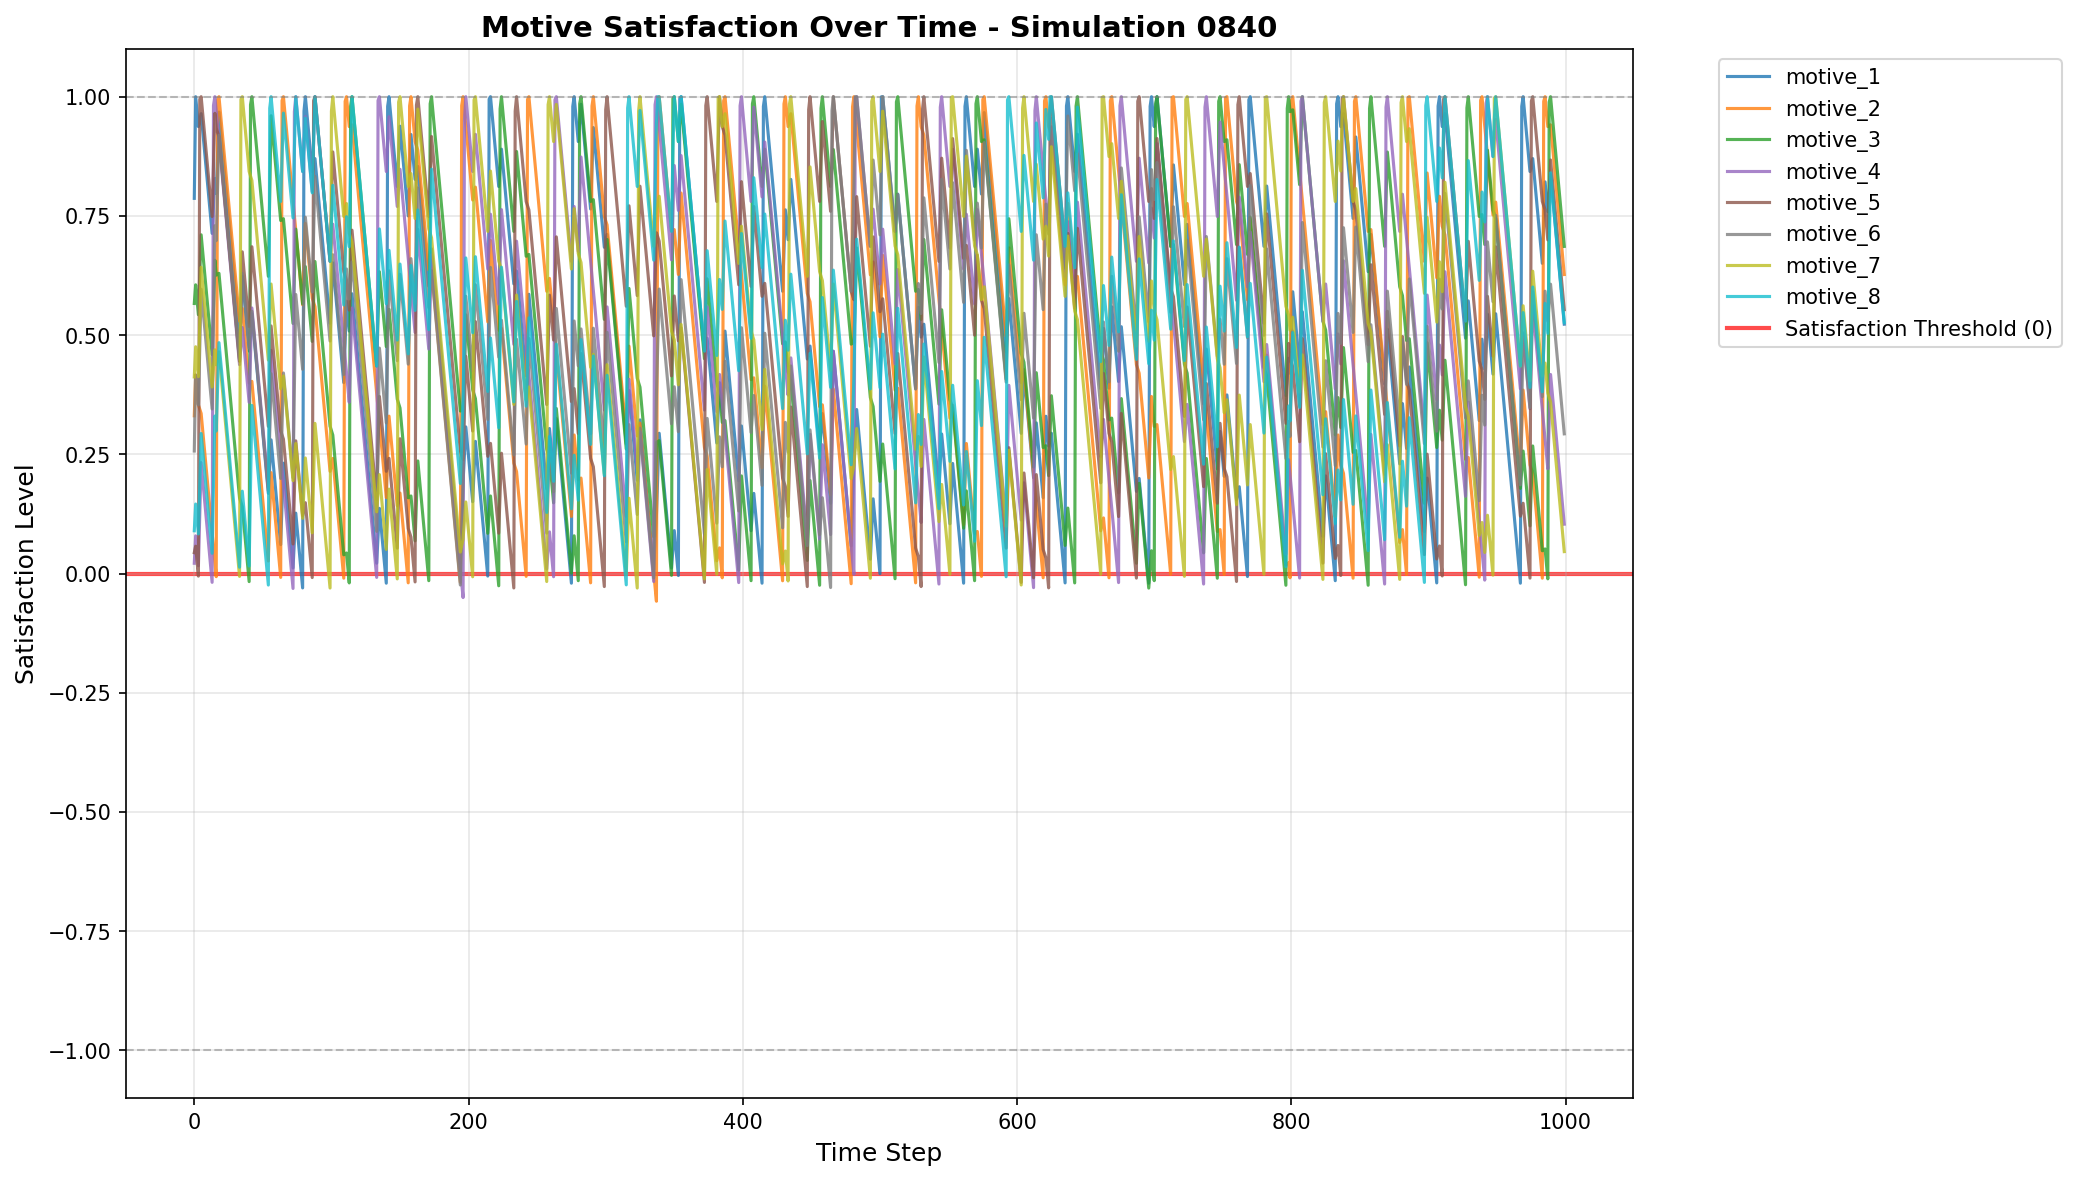 Motive Satisfaction Over Time - Simulation 0840
1.00
0.75
0.50
0.25
0.00
−0.25
−0.50
−0.75
−1.00
Satisfaction Level
0 200 400 600 800 1000
Time Step
motive_1
motive_2
motive_3
motive_4
motive_5
motive_6
motive_7
motive_8
Satisfaction Threshold (0)